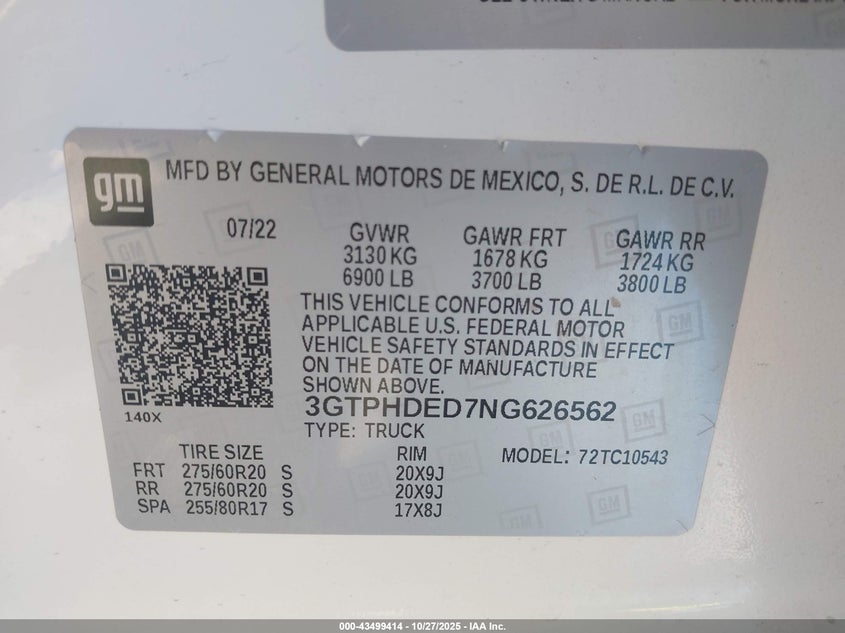 gm
MFD BY GENERAL MOTORS DE MEXICO, S. DE R.L. DE C.V.
07/22
GVWR GAWR FRT GAWR RR
3130 KG 1678 KG 1724 KG
6900 LB 3700 LB 3800 LB
THIS VEHICLE CONFORMS TO ALL
APPLICABLE U.S. FEDERAL MOTOR
VEHICLE SAFETY STANDARDS IN EFFECT
ON THE DATE OF MANUFACTURE
SHOWN ABOVE.
140X
3GTPHDED7NG626562
TYPE: TRUCK
TIRE SIZE RIM MODEL: 72TC10543
FRT 275/60R20 S 20X9J
RR 275/60R20 S 20X9J
SPA 255/80R17 S 17X8J
000-43499414 - 10/27/2025 - IAA Inc.